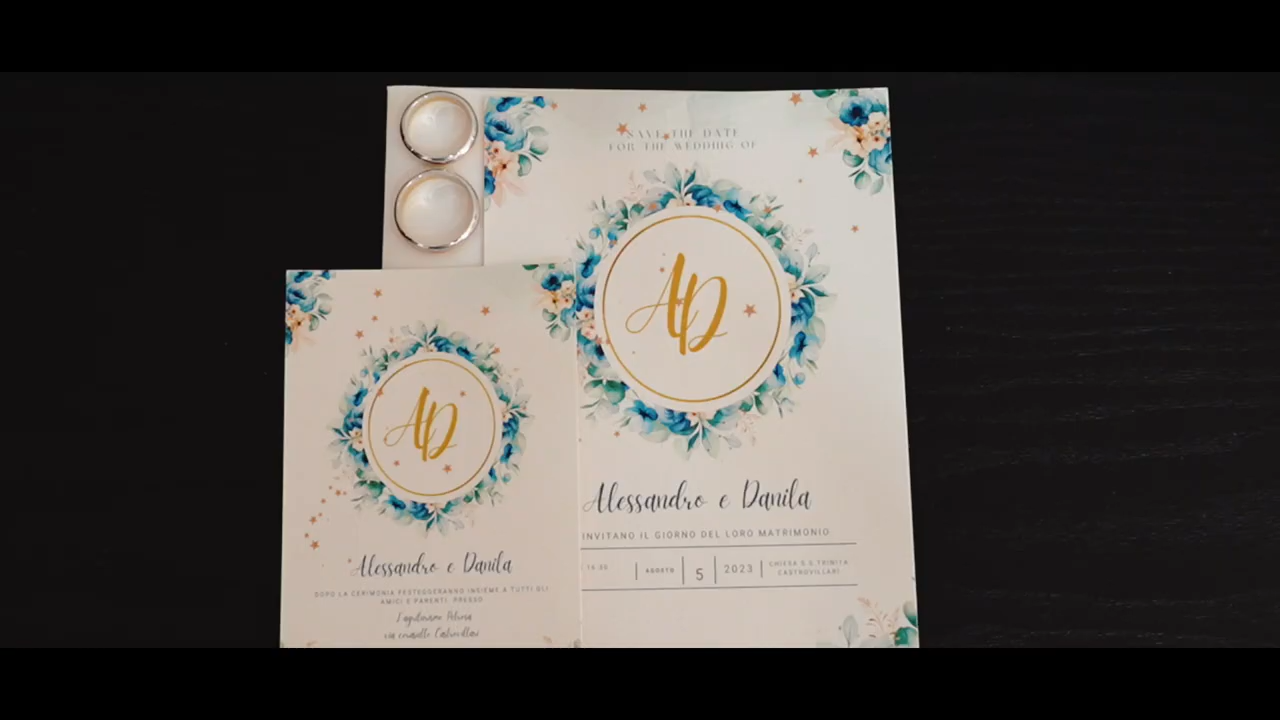 SAVE THE DATE
FOR THE WEDDING OF
AD
Alessandro e Danila
INVITANO IL GIORNO DEL LORO MATRIMONIO
AGOSTO
5
2023
CHIESA S.S TRINITA'
CASTROVILLARI
AD
Alessandro e Danila
DOPO LA CERIMONIA FESTEGGERANNO INSIEME A TUTTI GLI
AMICI E PARENTI, PRESSO